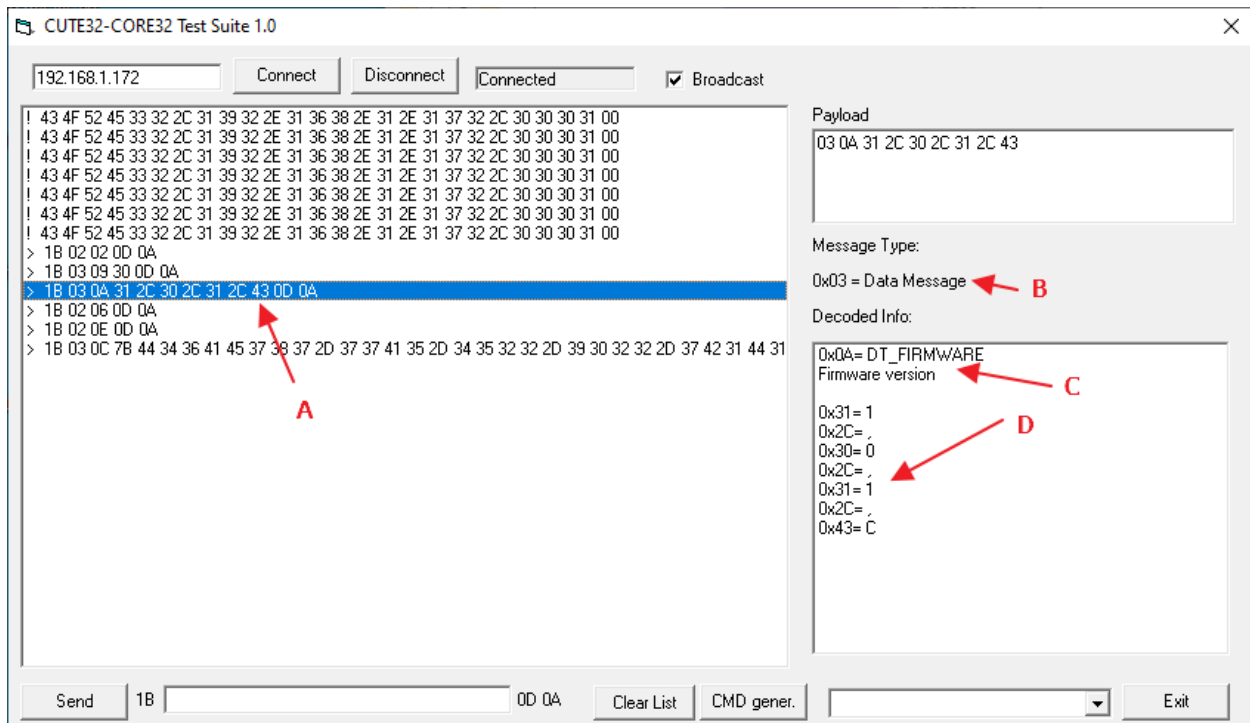 CUTE32-CORE32 Test Suite 1.0
192.168.1.172 Connect Disconnect Connected Broadcast
! 43 4F 52 45 33 32 2C 31 39 32 2E 31 36 38 2E 31 2E 31 37 32 2C 30 30 30 31 00
! 43 4F 52 45 33 32 2C 31 39 32 2E 31 36 38 2E 31 2E 31 37 32 2C 30 30 30 31 00
! 43 4F 52 45 33 32 2C 31 39 32 2E 31 36 38 2E 31 2E 31 37 32 2C 30 30 30 31 00
! 43 4F 52 45 33 32 2C 31 39 32 2E 31 36 38 2E 31 2E 31 37 32 2C 30 30 30 31 00
! 43 4F 52 45 33 32 2C 31 39 32 2E 31 36 38 2E 31 2E 31 37 32 2C 30 30 30 31 00
! 43 4F 52 45 33 32 2C 31 39 32 2E 31 36 38 2E 31 2E 31 37 32 2C 30 30 30 31 00
! 43 4F 52 45 33 32 2C 31 39 32 2E 31 36 38 2E 31 2E 31 37 32 2C 30 30 30 31 00
> 1B 02 02 0D 0A
> 1B 03 09 30 0D 0A
> 1B 03 0A 31 2C 30 2C 31 2C 43 0D 0A
> 1B 02 06 0D 0A
> 1B 02 0E 0D 0A
> 1B 03 0C 7B 44 34 36 41 45 37 38 37 2D 37 37 41 35 2D 34 35 32 32 2D 39 30 32 32 2D 37 42 31 44 31
A
Payload
03 0A 31 2C 30 2C 31 2C 43
Message Type:
0x03 = Data Message
B
Decoded Info:
0x0A= DT_FIRMWARE
Firmware version
C
0x31= 1
0x2C= ,
0x30= 0
0x2C= ,
0x31= 1
0x2C= ,
0x43= C
D
Send 1B 0D 0A Clear List CMD gener. Exit